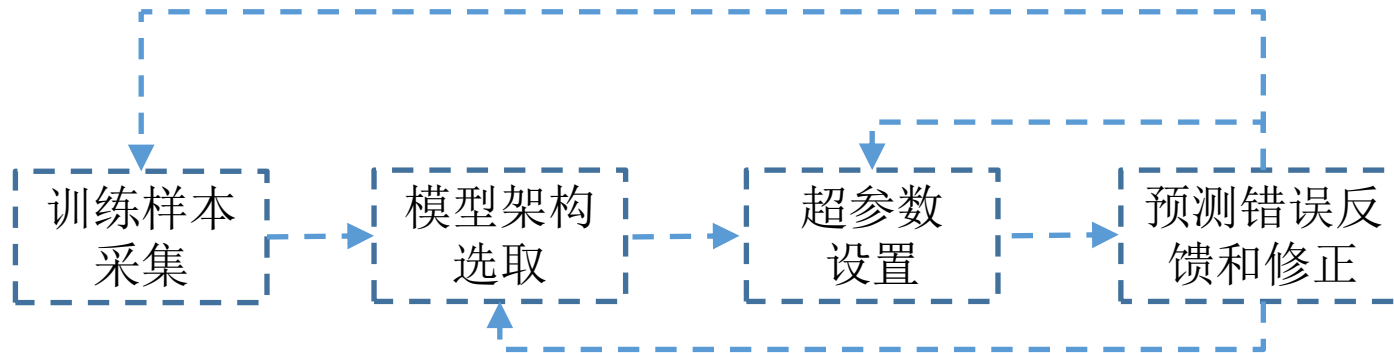 训练样本
采集
模型架构
选取
超参数
设置
预测错误反
馈和修正